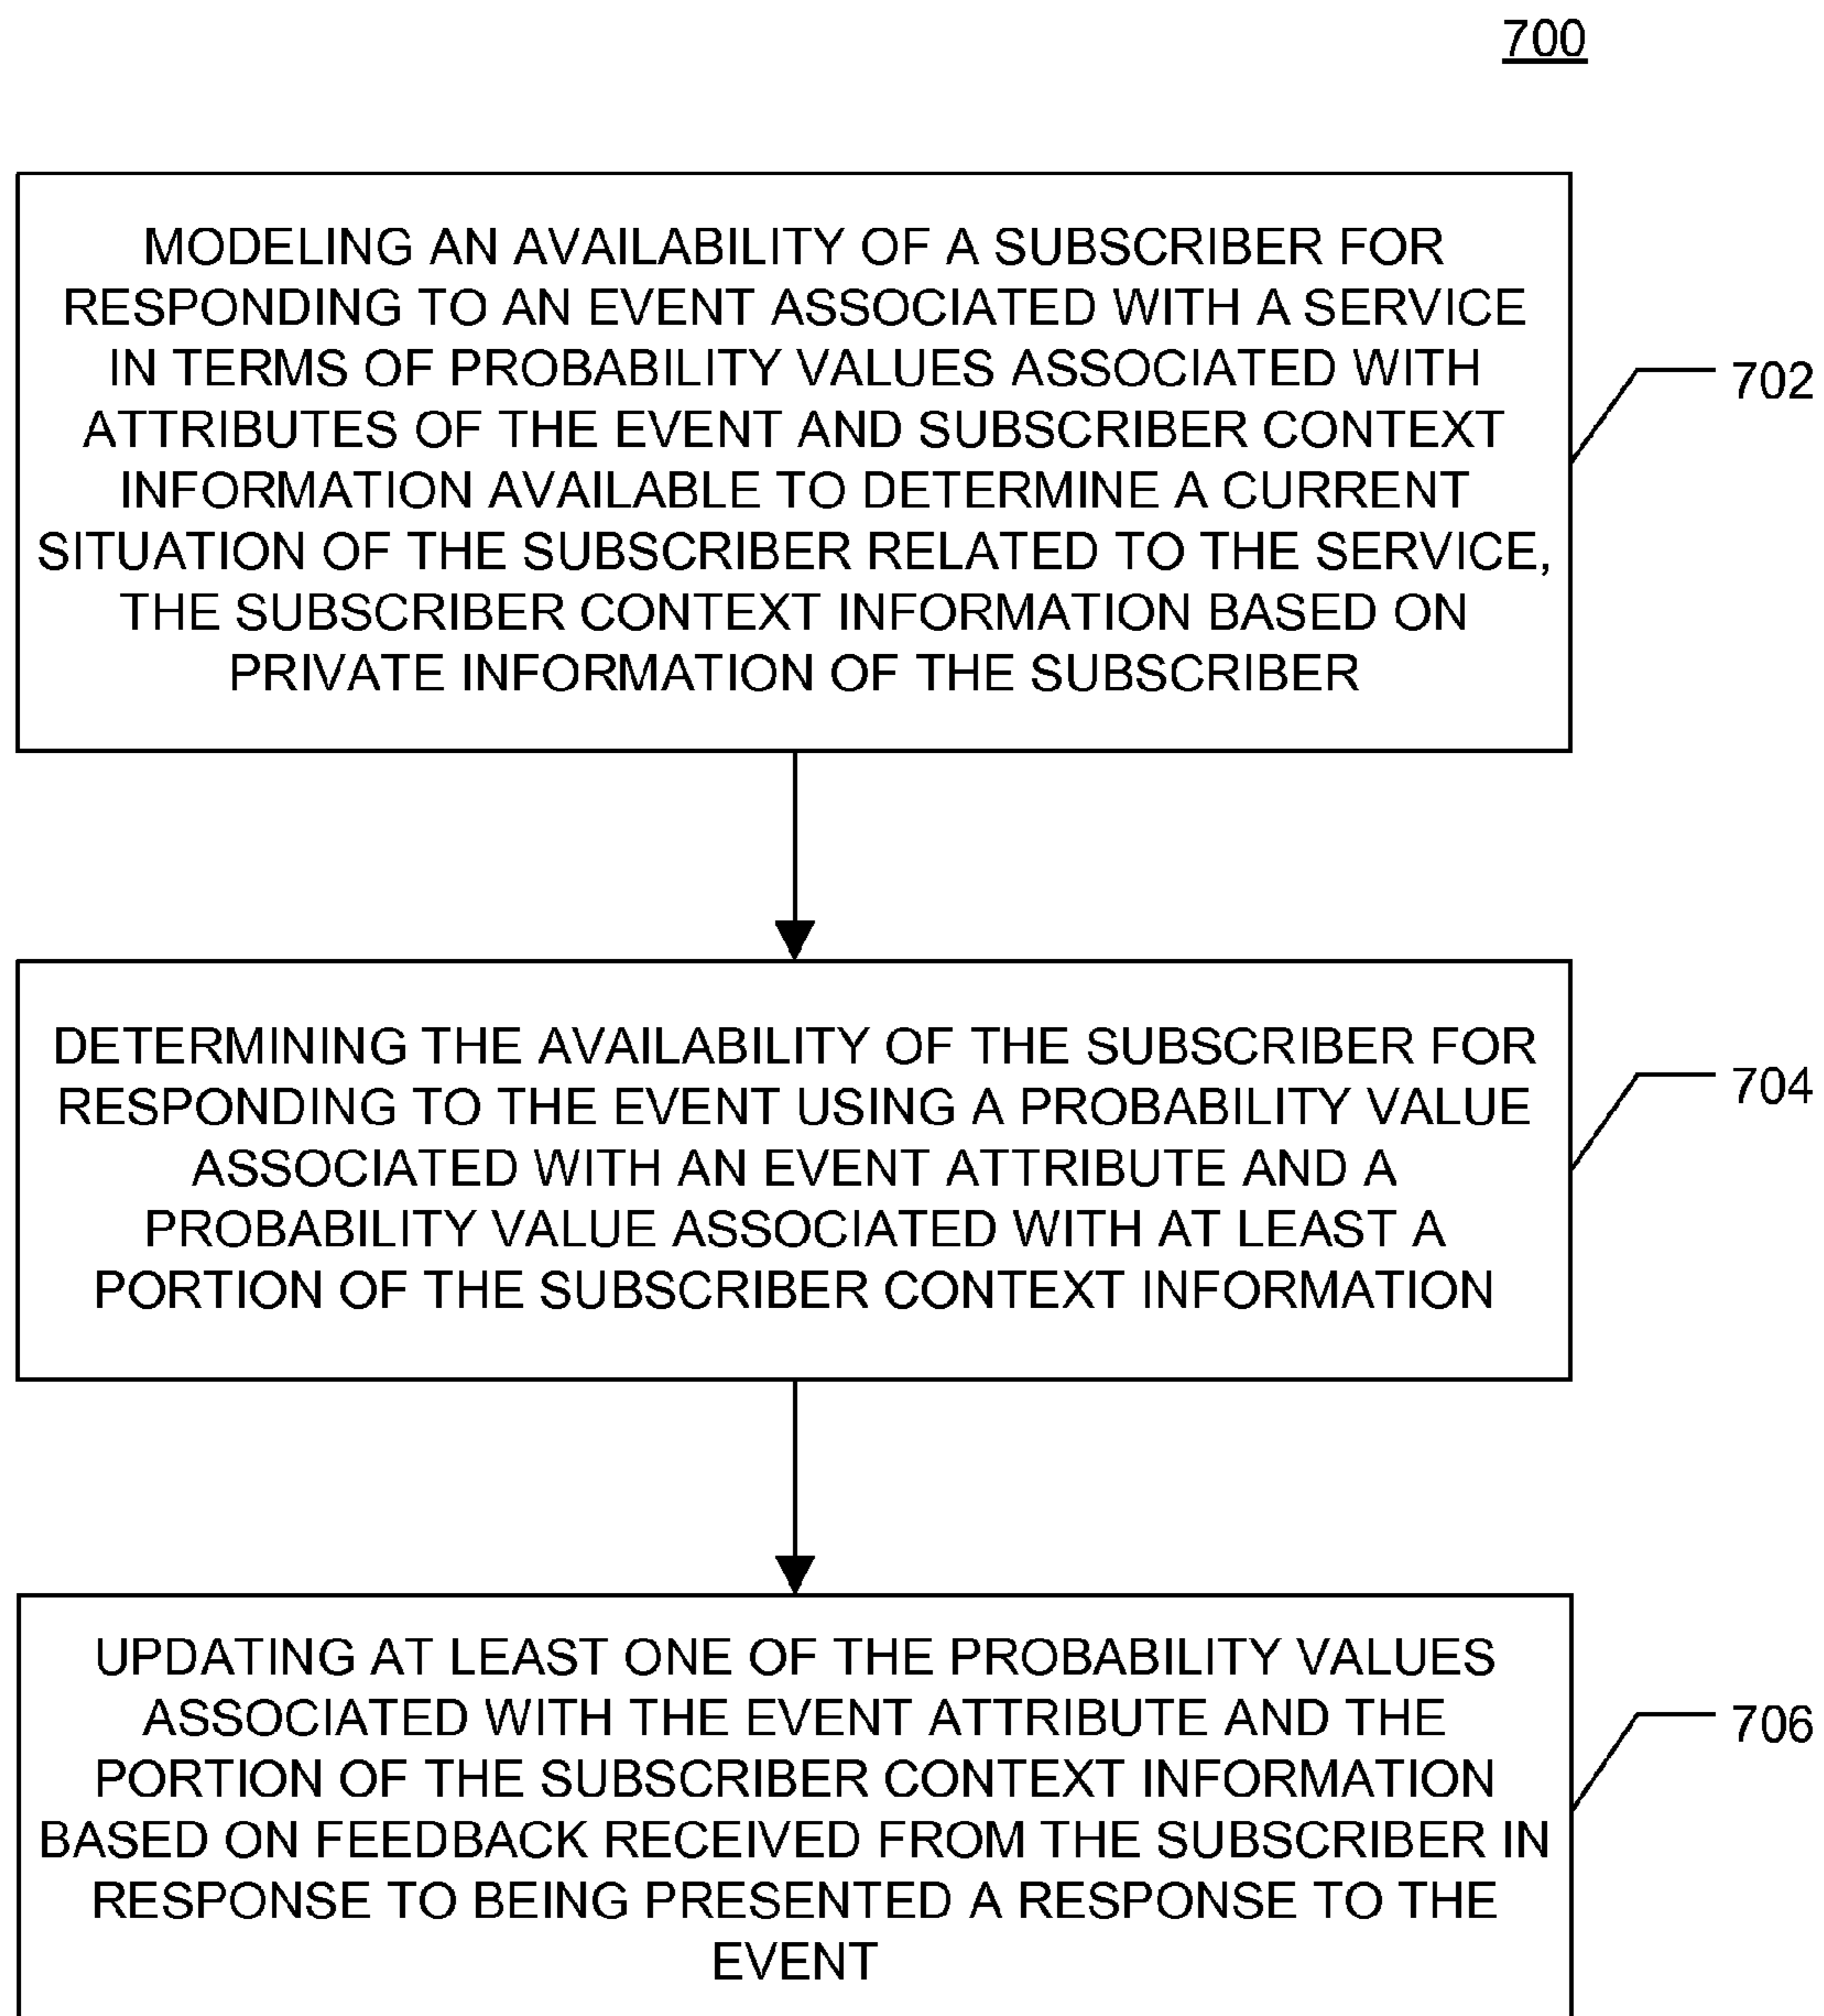 700
MODELING AN AVAILABILITY OF A SUBSCRIBER FOR
RESPONDING TO AN EVENT ASSOCIATED WITH A SERVICE
IN TERMS OF PROBABILITY VALUES ASSOCIATED WITH
ATTRIBUTES OF THE EVENT AND SUBSCRIBER CONTEXT
INFORMATION AVAILABLE TO DETERMINE A CURRENT
SITUATION OF THE SUBSCRIBER RELATED TO THE SERVICE,
THE SUBSCRIBER CONTEXT INFORMATION BASED ON
PRIVATE INFORMATION OF THE SUBSCRIBER
702
DETERMINING THE AVAILABILITY OF THE SUBSCRIBER FOR
RESPONDING TO THE EVENT USING A PROBABILITY VALUE
ASSOCIATED WITH AN EVENT ATTRIBUTE AND A
PROBABILITY VALUE ASSOCIATED WITH AT LEAST A
PORTION OF THE SUBSCRIBER CONTEXT INFORMATION
704
UPDATING AT LEAST ONE OF THE PROBABILITY VALUES
ASSOCIATED WITH THE EVENT ATTRIBUTE AND THE
PORTION OF THE SUBSCRIBER CONTEXT INFORMATION
BASED ON FEEDBACK RECEIVED FROM THE SUBSCRIBER IN
RESPONSE TO BEING PRESENTED A RESPONSE TO THE
EVENT
706